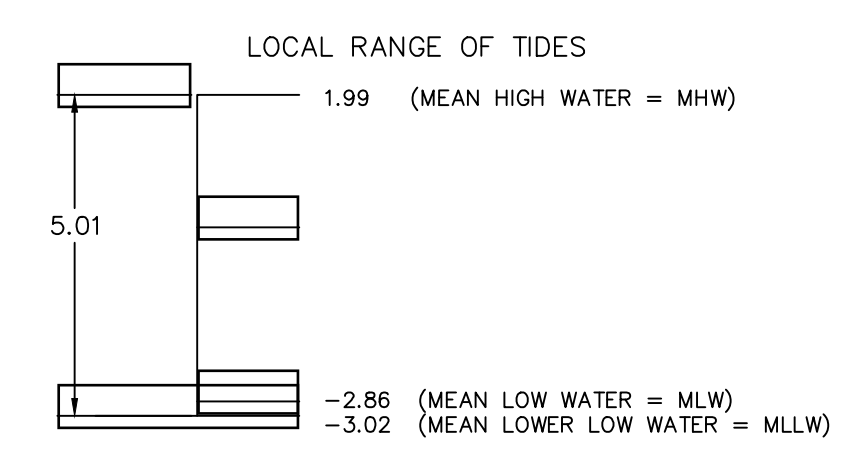 LOCAL RANGE OF TIDES
1.99 (MEAN HIGH WATER = MHW)
5.01
-2.86 (MEAN LOW WATER = MLW)
-3.02 (MEAN LOWER LOW WATER = MLLW)